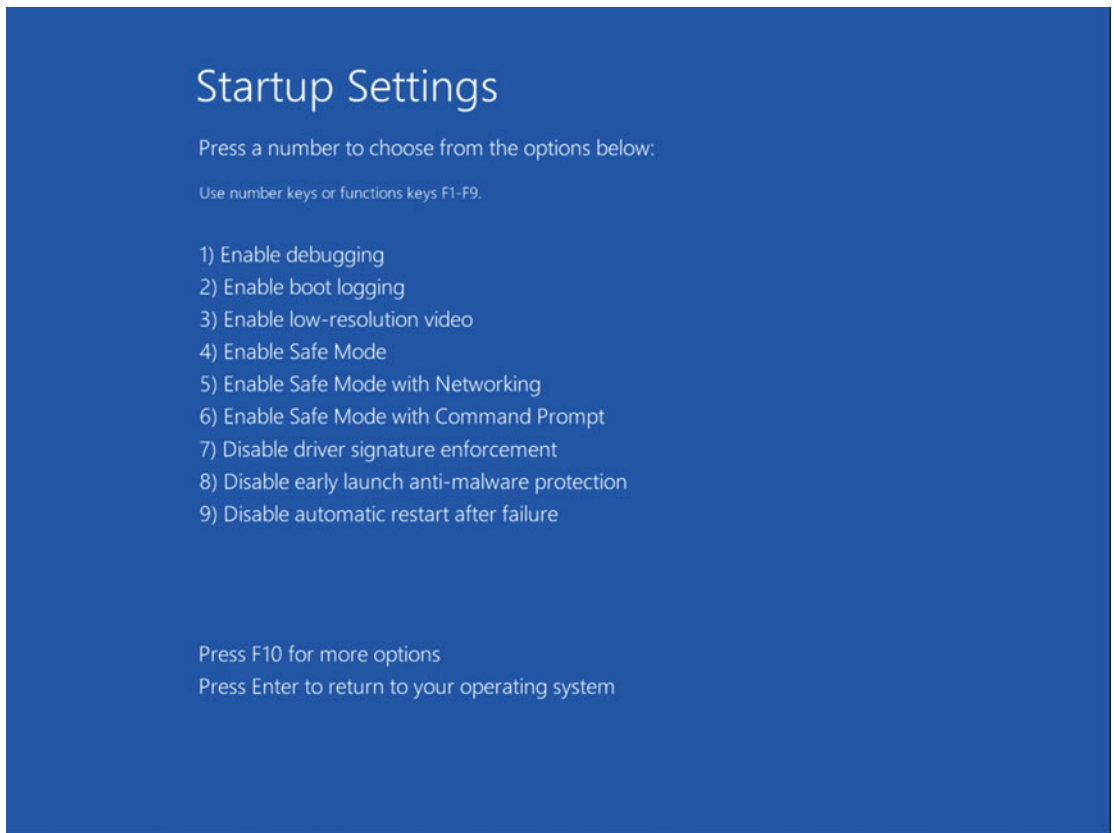 Startup Settings
Press a number to choose from the options below:
Use number keys or functions keys F1-F9.
1) Enable debugging
2) Enable boot logging
3) Enable low-resolution video
4) Enable Safe Mode
5) Enable Safe Mode with Networking
6) Enable Safe Mode with Command Prompt
7) Disable driver signature enforcement
8) Disable early launch anti-malware protection
9) Disable automatic restart after failure
Press F10 for more options
Press Enter to return to your operating system